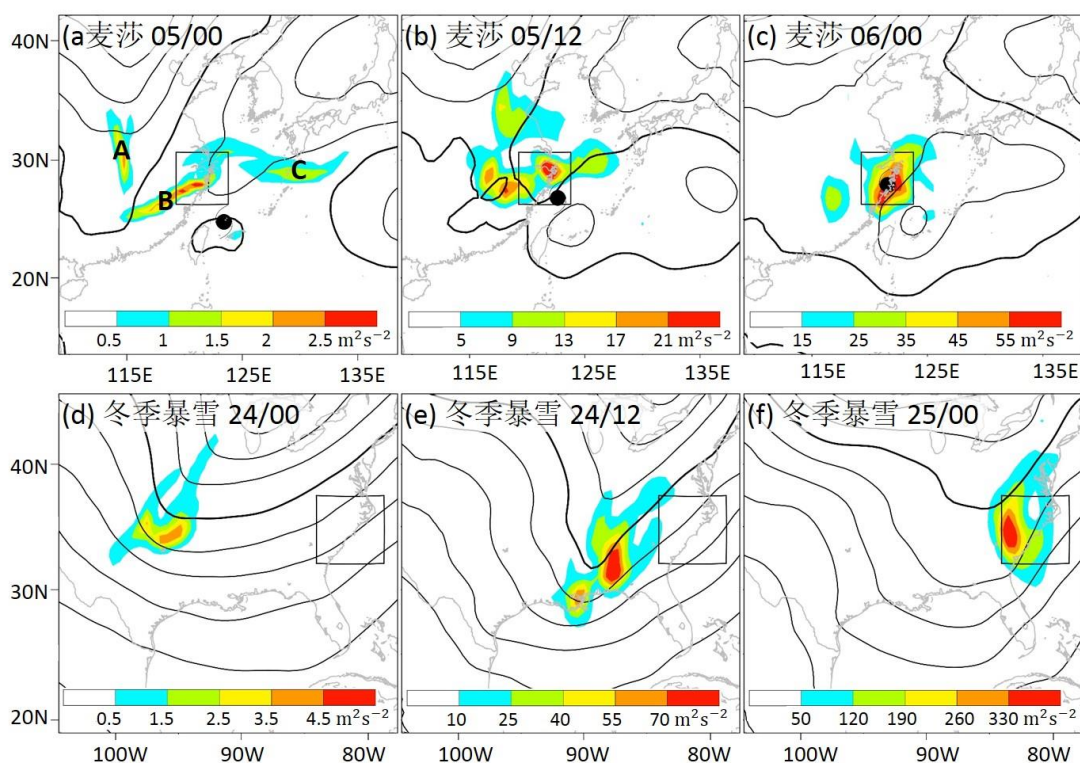 (a 麦莎 05/00
(b) 麦莎 05/12
(c) 麦莎 06/00
40N
30N
20N
A
B
C
0.5 1 1.5 2 2.5 m²s⁻²
5 9 13 17 21 m²s⁻²
15 25 35 45 55 m²s⁻²
115E 125E 135E
115E 125E 135E
115E 125E 135E
(d) 冬季暴雪 24/00
(e) 冬季暴雪 24/12
(f) 冬季暴雪 25/00
40N
30N
20N
0.5 1.5 2.5 3.5 4.5 m²s⁻²
10 25 40 55 70 m²s⁻²
50 120 190 260 330 m²s⁻²
100W 90W 80W
100W 90W 80W
100W 90W 80W